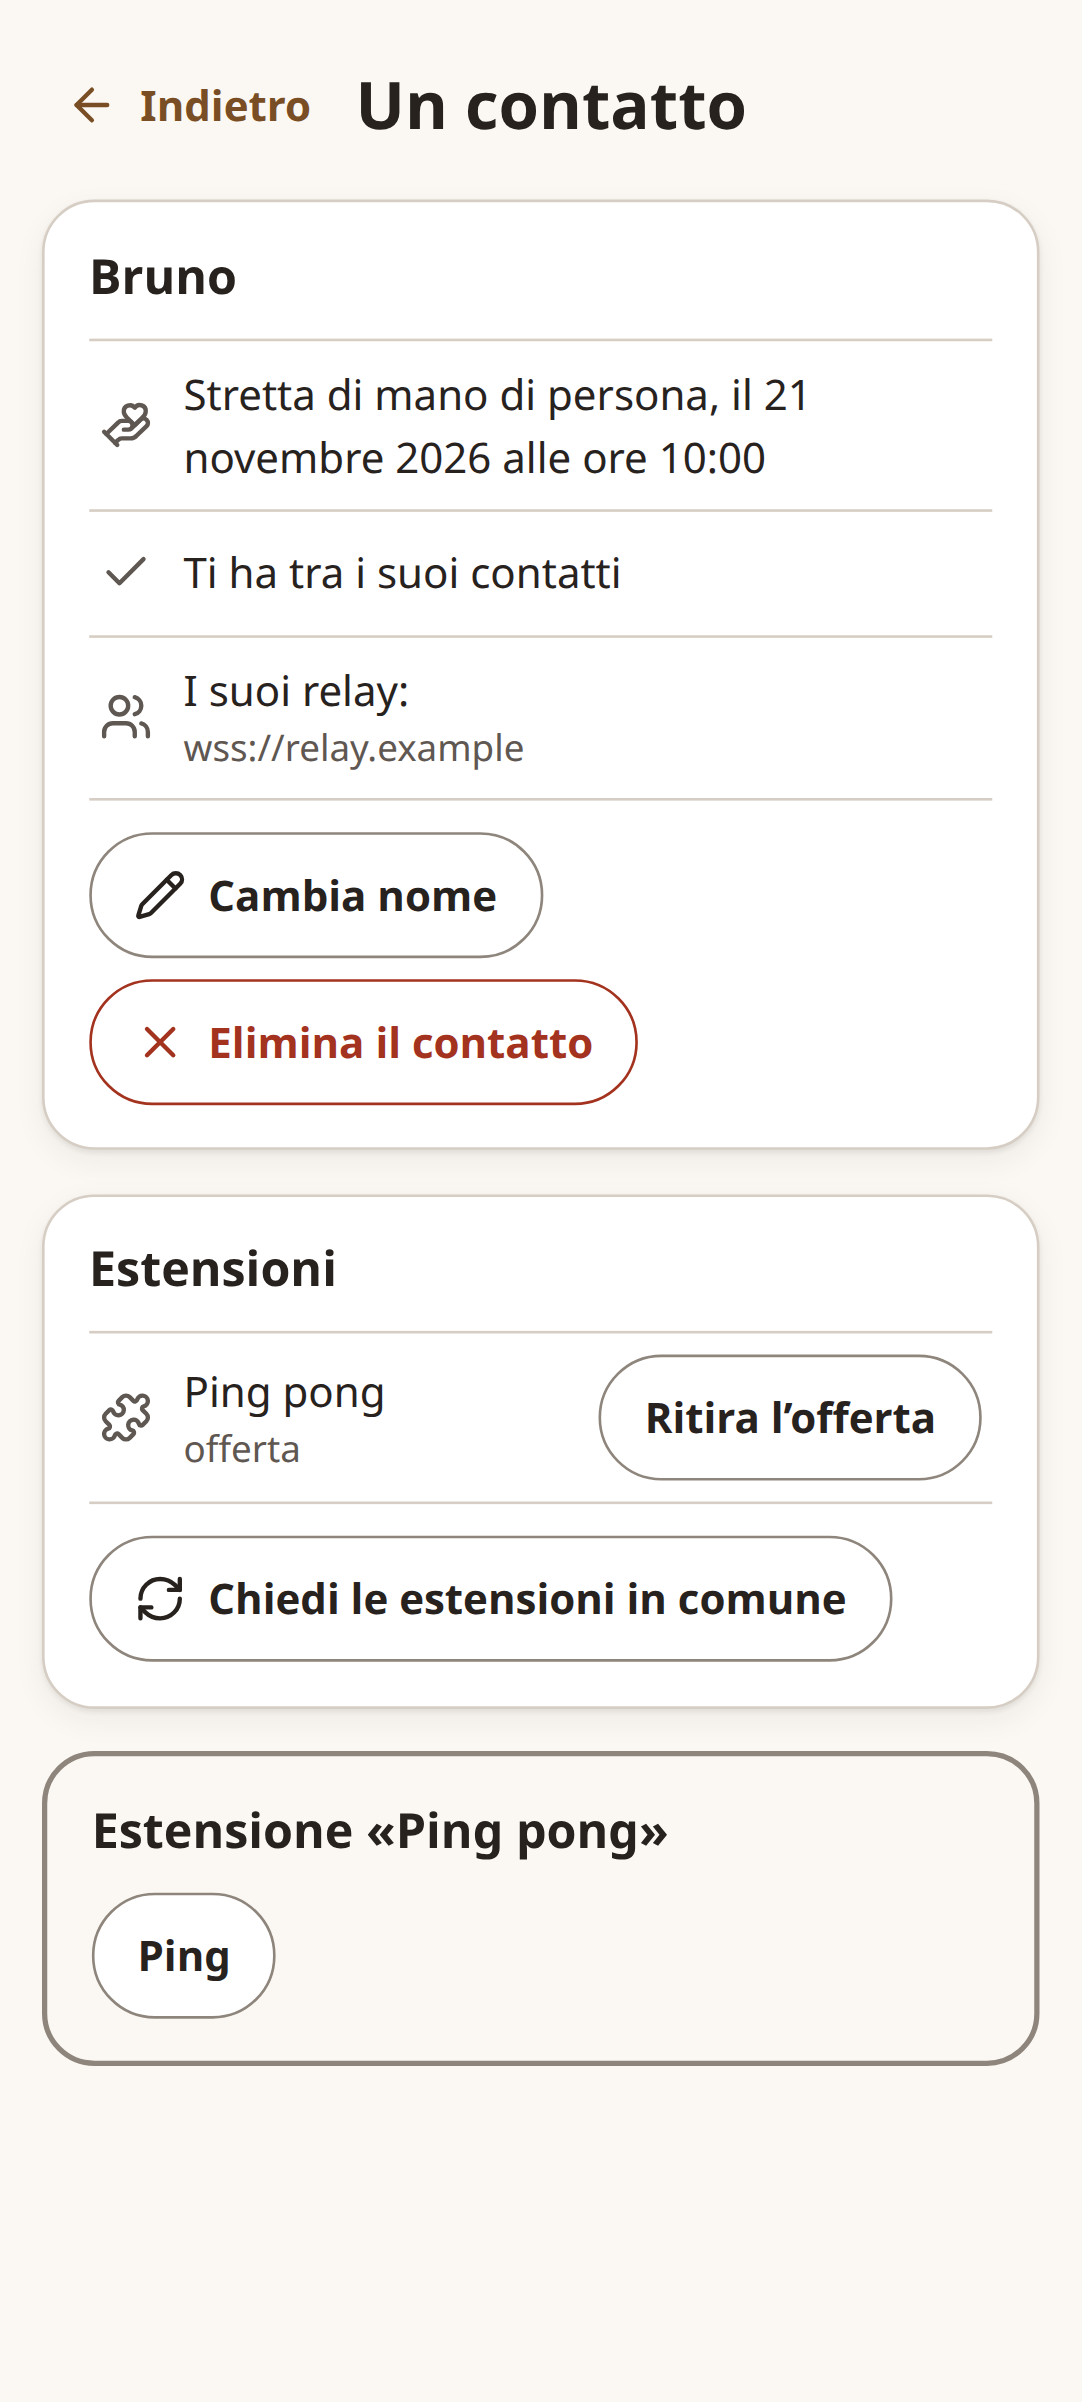 Indietro
Un contatto
Bruno
Stretta di mano di persona, il 21
novembre 2026 alle ore 10:00
Ti ha tra i suoi contatti
I suoi relay:
wss://relay.example
Cambia nome
Elimina il contatto
Estensioni
Ping pong
offerta
Ritira l’offerta
Chiedi le estensioni in comune
Estensione «Ping pong»
Ping